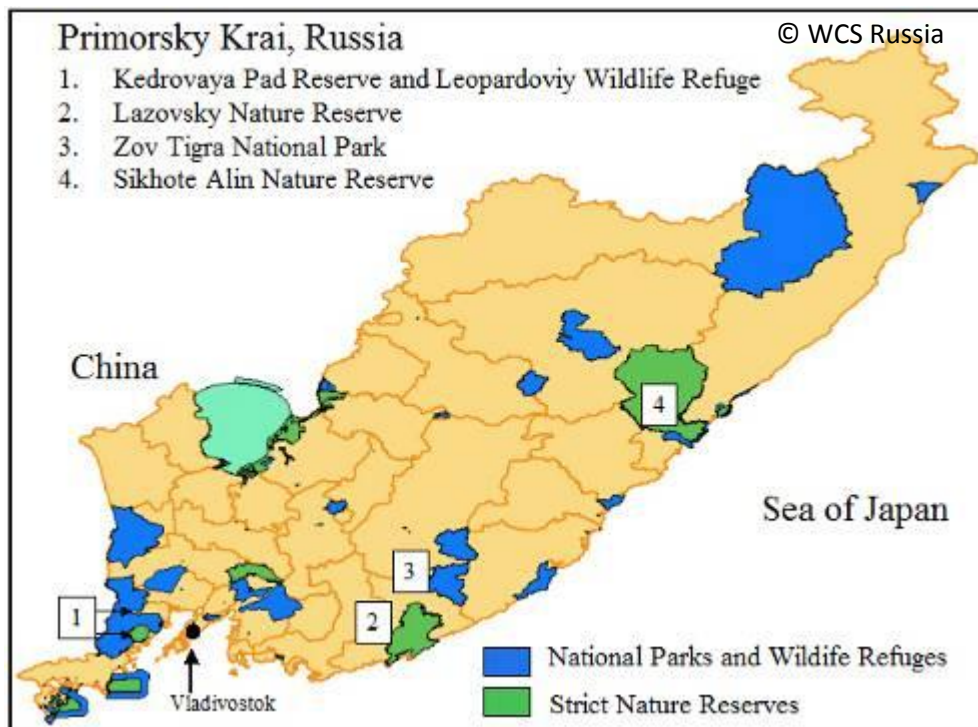 Primorsky Krai, Russia
© WCS Russia
1. Kedrovaya Pad Reserve and Leopardoviy Wildlife Refuge
2. Lazovsky Nature Reserve
3. Zov Tigra National Park
4. Sikhote Alin Nature Reserve
China
4
Sea of Japan
3
1
2
Vladivostok
National Parks and Wildife Refuges
Strict Nature Reserves